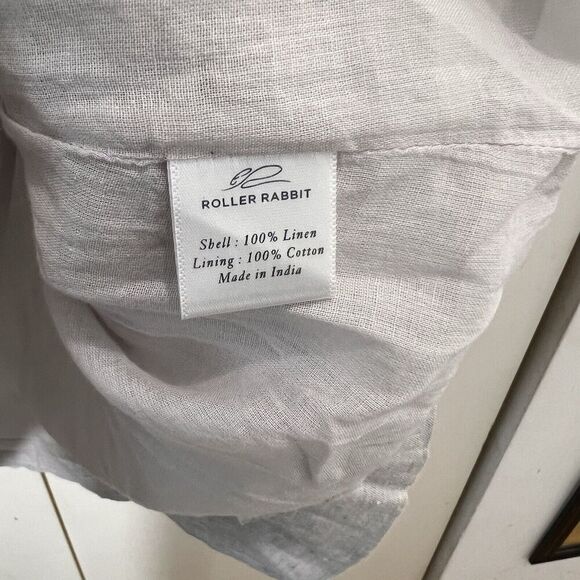 ROLLER RABBIT
Shell : 100% Linen
Lining : 100% Cotton
Made in India